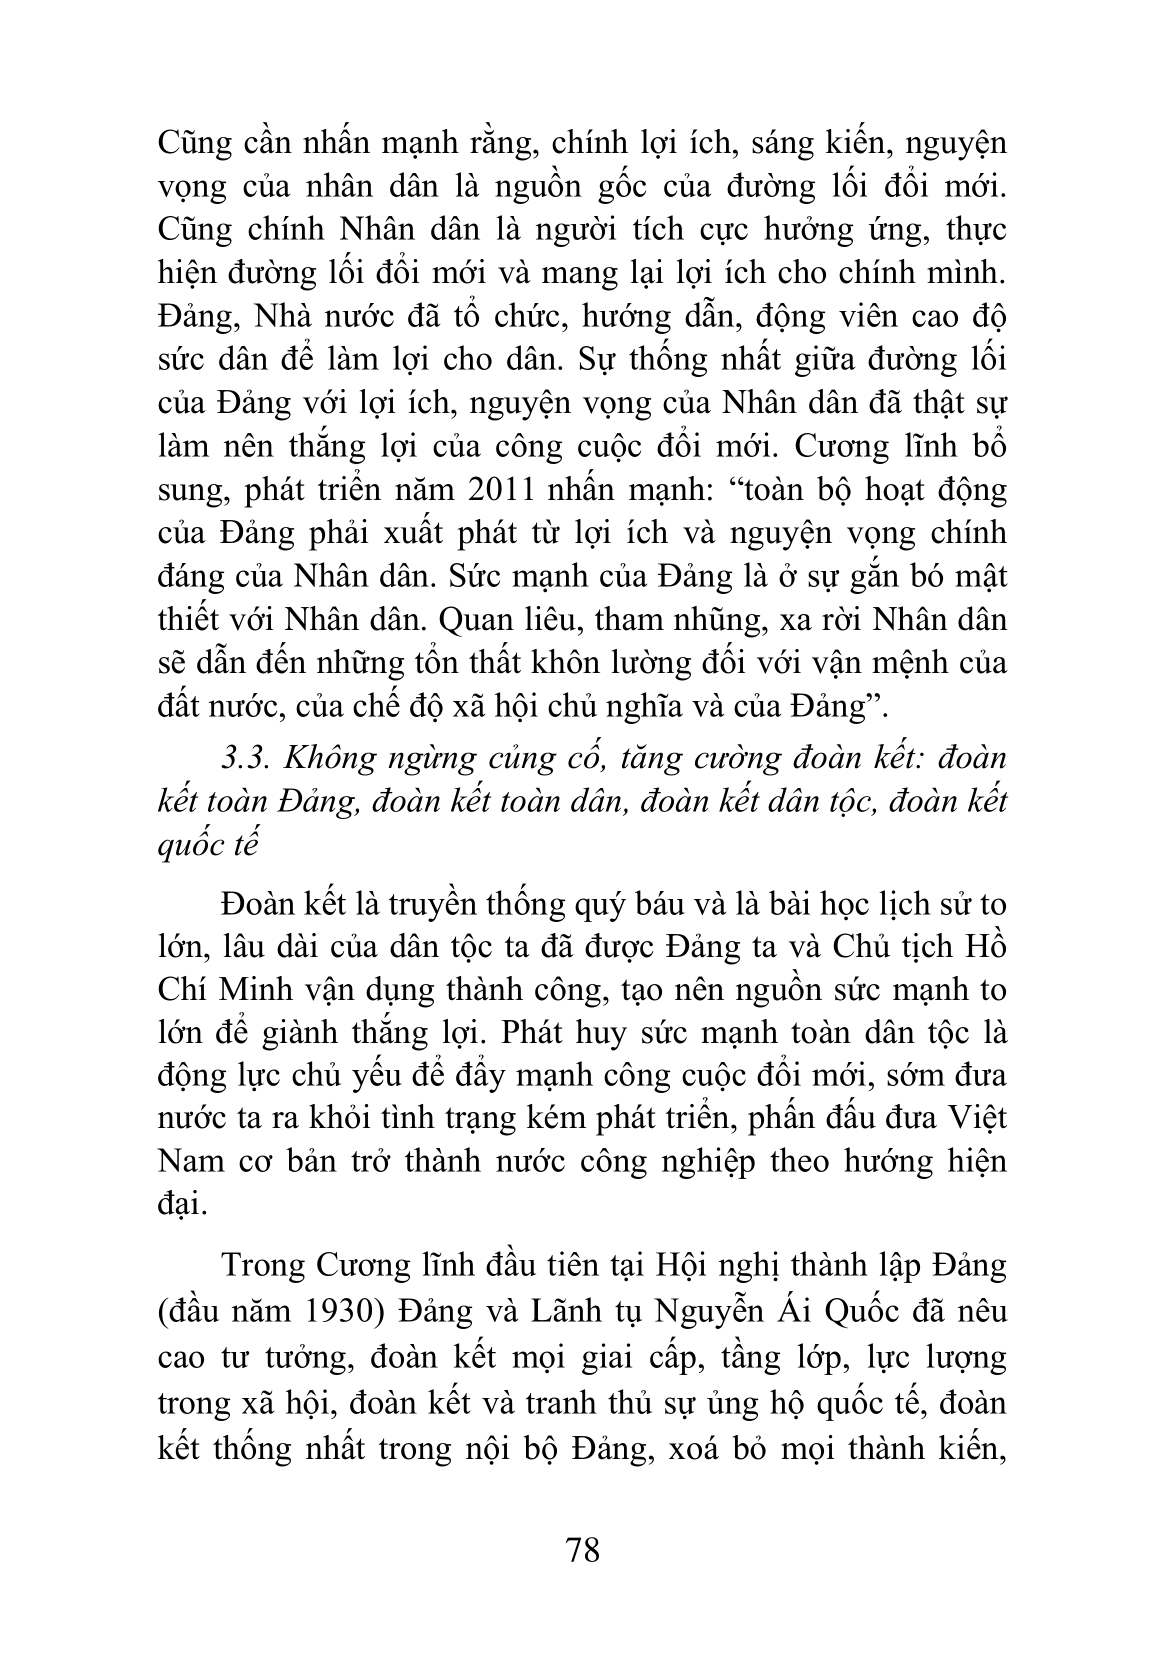 Cũng cần nhấn mạnh rằng, chính lợi ích, sáng kiến, nguyện
vọng của nhân dân là nguồn gốc của đường lối đổi mới.
Cũng chính Nhân dân là người tích cực hưởng ứng, thực
hiện đường lối đổi mới và mang lại lợi ích cho chính mình.
Đảng, Nhà nước đã tổ chức, hướng dẫn, động viên cao độ
sức dân để làm lợi cho dân. Sự thống nhất giữa đường lối
của Đảng với lợi ích, nguyện vọng của Nhân dân đã thật sự
làm nên thắng lợi của công cuộc đổi mới. Cương lĩnh bổ
sung, phát triển năm 2011 nhấn mạnh: “toàn bộ hoạt động
của Đảng phải xuất phát từ lợi ích và nguyện vọng chính
đáng của Nhân dân. Sức mạnh của Đảng là ở sự gắn bó mật
thiết với Nhân dân. Quan liêu, tham nhũng, xa rời Nhân dân
sẽ dẫn đến những tổn thất khôn lường đối với vận mệnh của
đất nước, của chế độ xã hội chủ nghĩa và của Đảng”.
3.3. Không ngừng củng cố, tăng cường đoàn kết: đoàn
kết toàn Đảng, đoàn kết toàn dân, đoàn kết dân tộc, đoàn kết
quốc tế
Đoàn kết là truyền thống quý báu và là bài học lịch sử to
lớn, lâu dài của dân tộc ta đã được Đảng ta và Chủ tịch Hồ
Chí Minh vận dụng thành công, tạo nên nguồn sức mạnh to
lớn để giành thắng lợi. Phát huy sức mạnh toàn dân tộc là
động lực chủ yếu để đẩy mạnh công cuộc đổi mới, sớm đưa
nước ta ra khỏi tình trạng kém phát triển, phấn đấu đưa Việt
Nam cơ bản trở thành nước công nghiệp theo hướng hiện
đại.
Trong Cương lĩnh đầu tiên tại Hội nghị thành lập Đảng
(đầu năm 1930) Đảng và Lãnh tụ Nguyễn Ái Quốc đã nêu
cao tư tưởng, đoàn kết mọi giai cấp, tầng lớp, lực lượng
trong xã hội, đoàn kết và tranh thủ sự ủng hộ quốc tế, đoàn
kết thống nhất trong nội bộ Đảng, xoá bỏ mọi thành kiến,
78